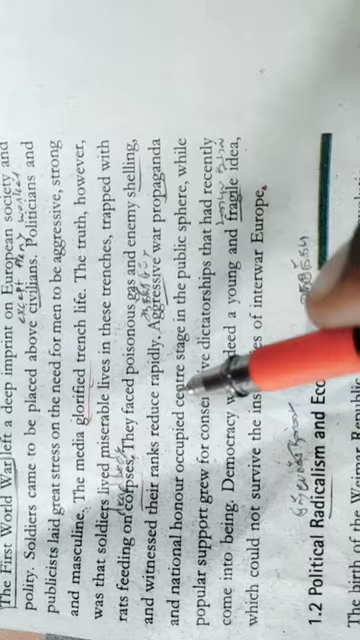 The First World War left a deep imprint on European society and
polity. Soldiers came to be placed above civilians. Politicians and
publicists laid great stress on the need for men to be aggressive, strong
and masculine. The media glorified trench life. The truth, however,
was that soldiers lived miserable lives in these trenches, trapped with
rats feeding on corpses. They faced poisonous gas and enemy shelling,
and witnessed their ranks reduce rapidly. Aggressive war propaganda
and national honour occupied centre stage in the public sphere, while
popular support grew for conser ve dictatorships that had recently
come into being. Democracy w deed a young and fragile idea,
which could not survive the ins es of interwar Europe.
1.2 Political Radicalism and Eco
The birth of the Weimar Republi